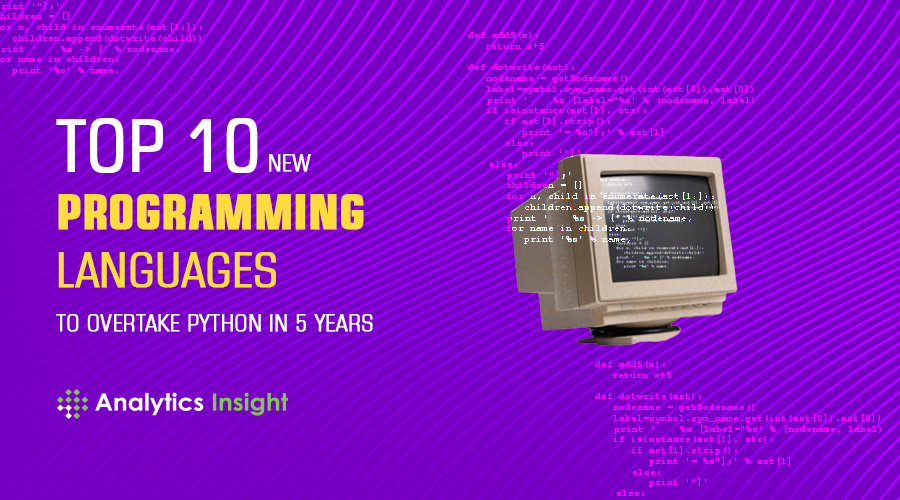 rint '"];'
hildren = []
or n, child in enumerate(ast[1:]):
children.append(dotwrite(child))
rint '    %s -> [' % nodename,
or name in children:
print '%s' % name,
TOP 10 NEW
PROGRAMMING
LANGUAGES
TO OVERTAKE PYTHON IN 5 YEARS
Analytics Insight
def add5(x):
return x+5
def dotwrite(ast):
nodename = getNodename()
label=symbol.sym_name.get(int(ast[0]).ast[0])
print '    %s [label="%s' % (nodename, label)
if isinstance(ast[1], str):
if ast[1].strip():
print '= %s"];' % ast[1]
else:
print '"]'
else:
print '"];'
children = []
for n, child in enumerate(ast[1:]):
children.append(dotwrite(child))
print '    %s -> [' % nodename,
for name in children:
print '%s' % name,
def add5(x):
return x+5
def dotwrite(ast):
nodename = getNodename()
label=symbol.sym_name.get(int(ast[0]).ast[0])
print '    %s [label="%s' % (nodename, label)
if isinstance(ast[1], str):
if ast[1].strip():
print '= %s"];' % ast[1]
else:
print '"]'
else: